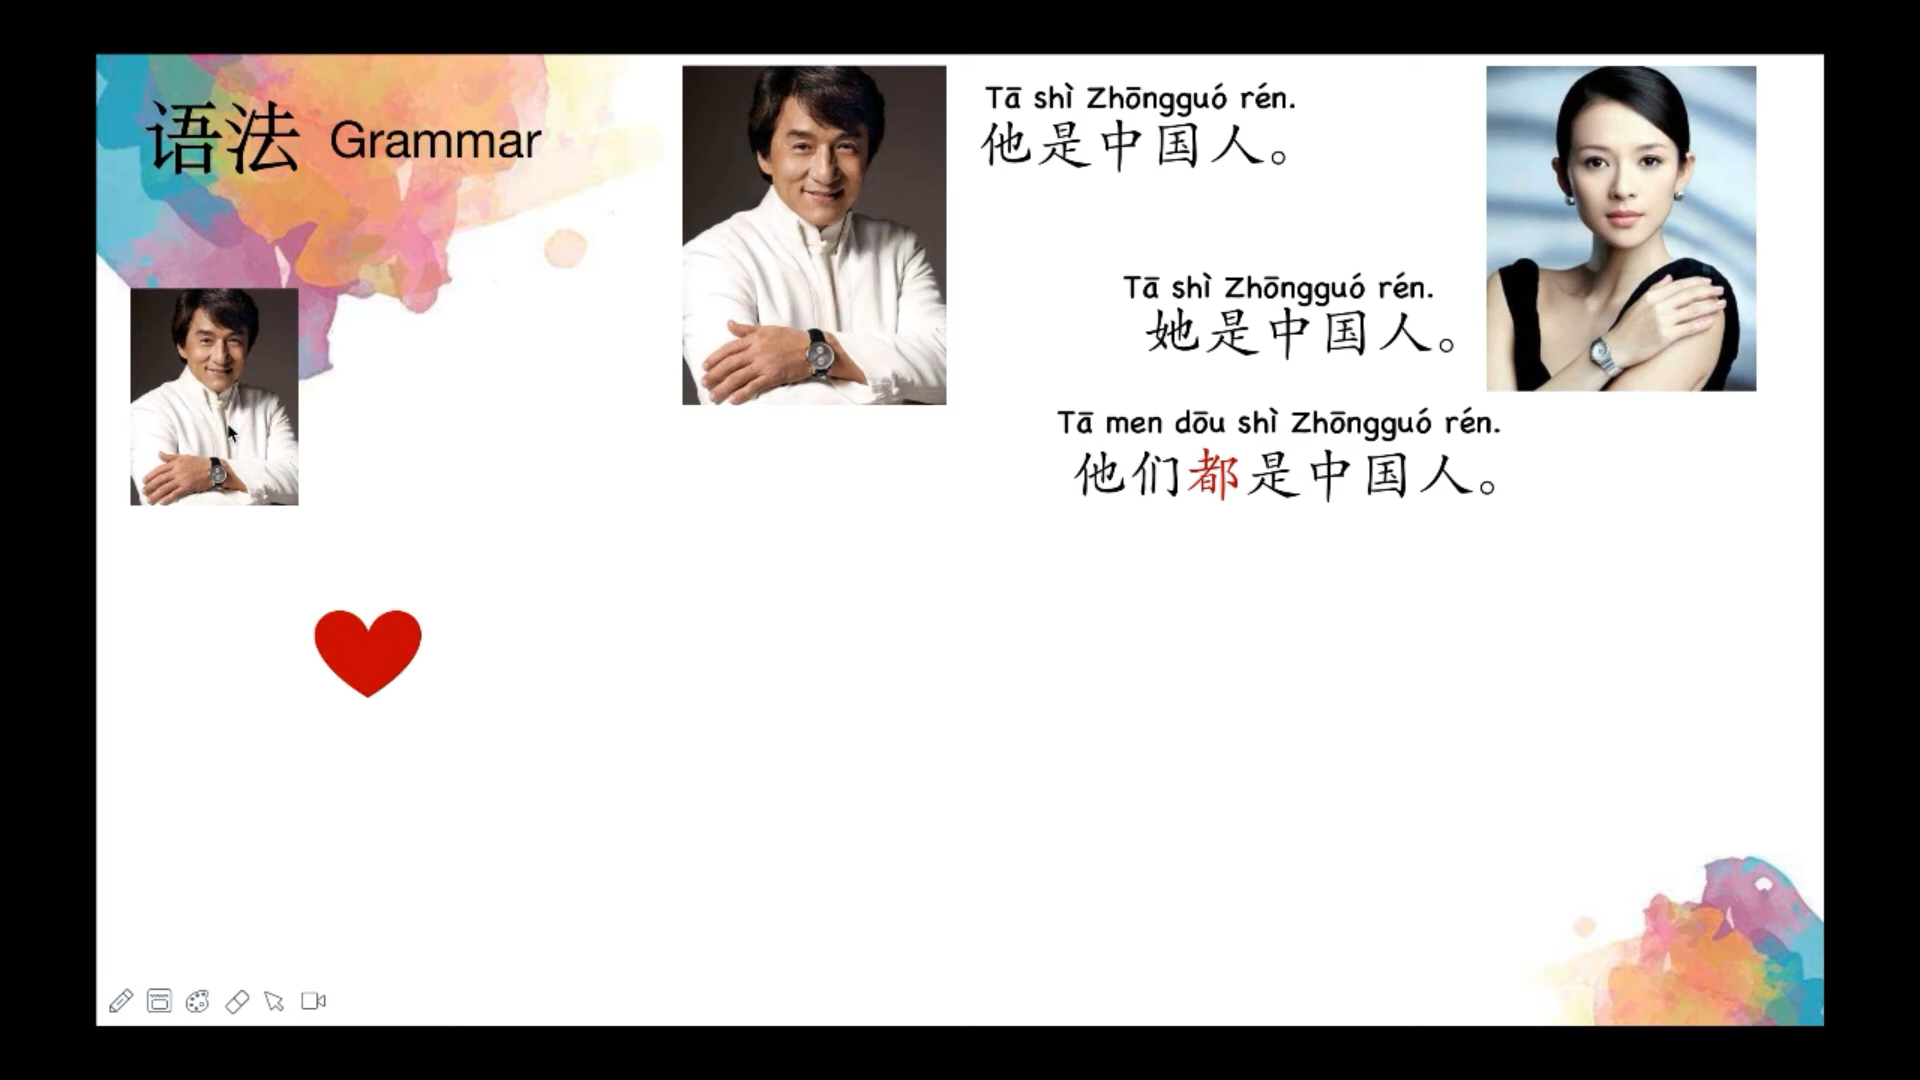 语法 Grammar
Tā shì Zhōngguó rén.
他是中国人。
Tā shì Zhōngguó rén.
她是中国人。
Tā men dōu shì Zhōngguó rén.
他们都是中国人。